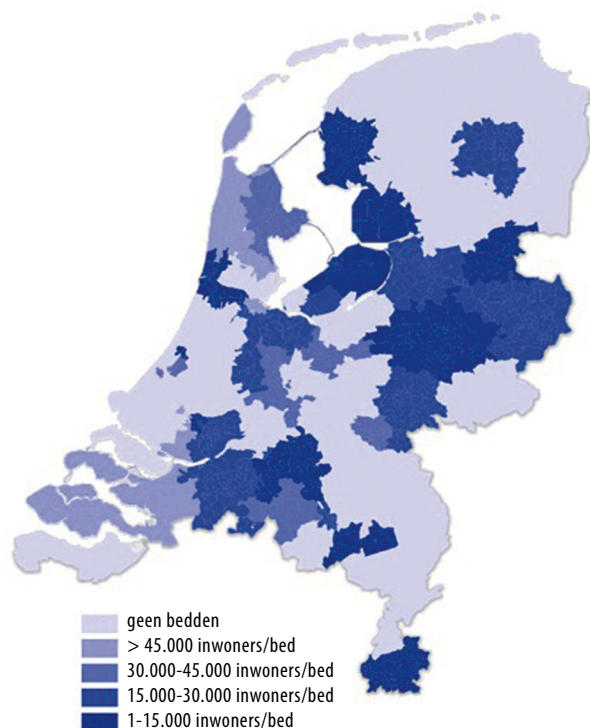 geen bedden
> 45.000 inwoners/bed
30.000-45.000 inwoners/bed
15.000-30.000 inwoners/bed
1-15.000 inwoners/bed